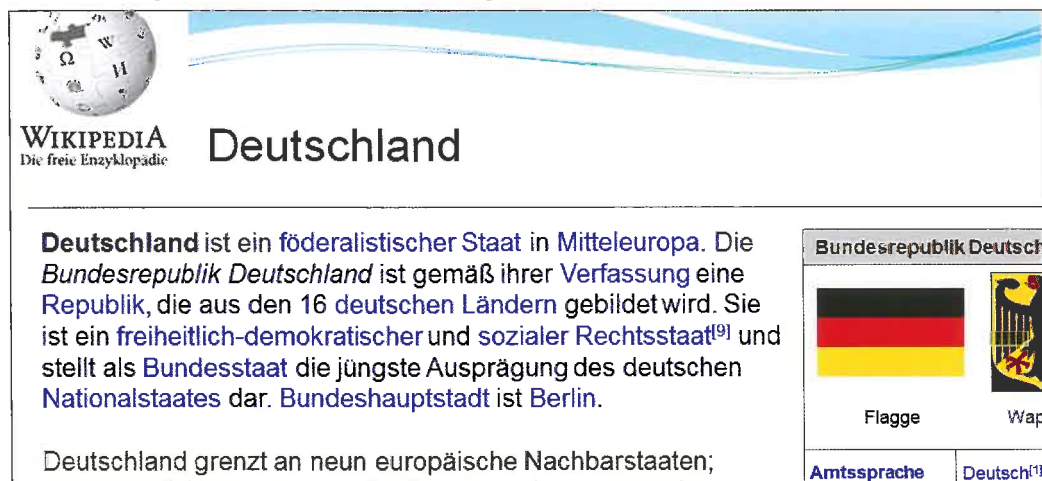 WIKIPEDIA
Die freie Enzyklopädie
Deutschland
Deutschland ist ein föderalistischer Staat in Mitteleuropa. Die
Bundesrepublik Deutschland ist gemäß ihrer Verfassung eine
Republik, die aus den 16 deutschen Ländern gebildet wird. Sie
ist ein freiheitlich-demokratischer und sozialer Rechtsstaat[9] und
stellt als Bundesstaat die jüngste Ausprägung des deutschen
Nationalstaates dar. Bundeshauptstadt ist Berlin.
Deutschland grenzt an neun europäische Nachbarstaaten;
Bundesrepublik Deutsch
Flagge Wap
Amtssprache Deutsch[1]